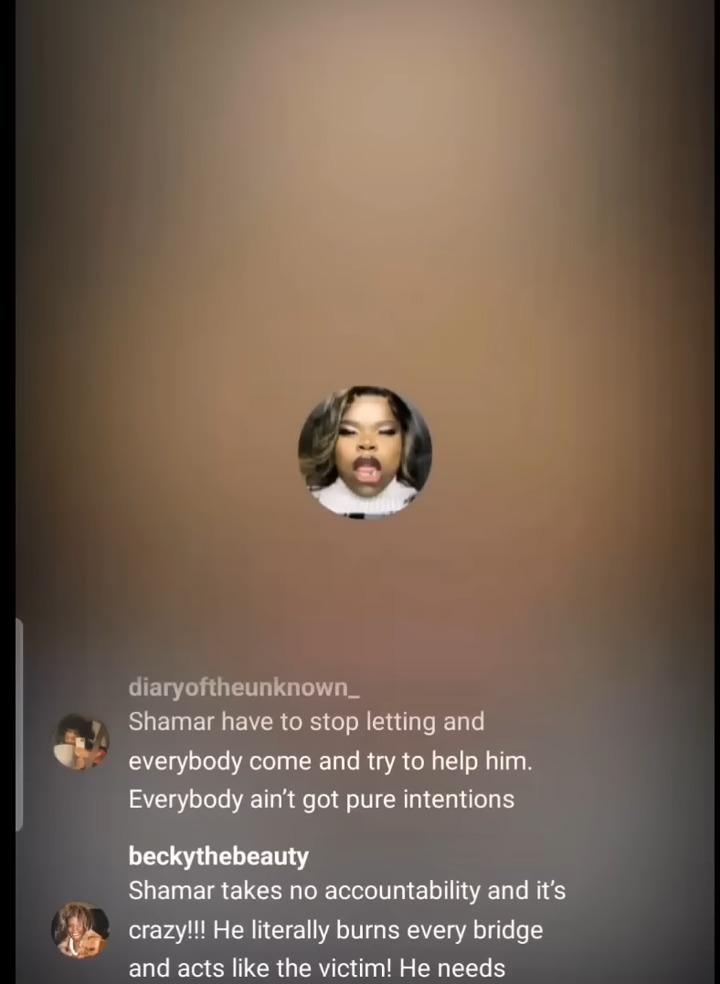 diaryoftheunknown_
Shamar have to stop letting and
everybody come and try to help him.
Everybody ain’t got pure intentions
beckythebeauty
Shamar takes no accountability and it’s
crazy!!! He literally burns every bridge
and acts like the victim! He needs